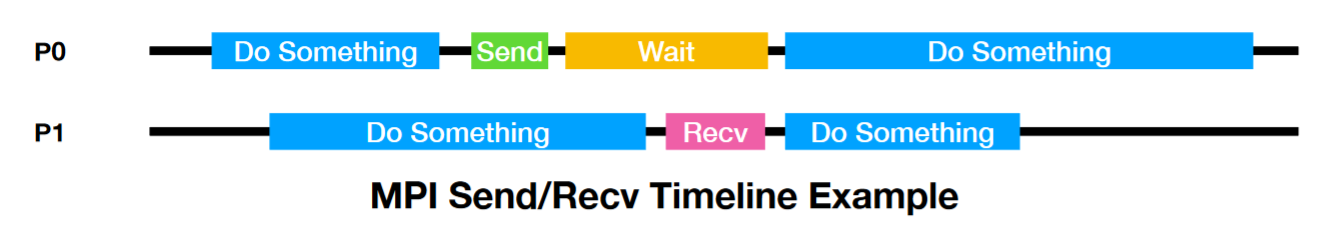 P0 Do Something Send Wait Do Something
P1 Do Something Recv Do Something
MPI Send/Recv Timeline Example